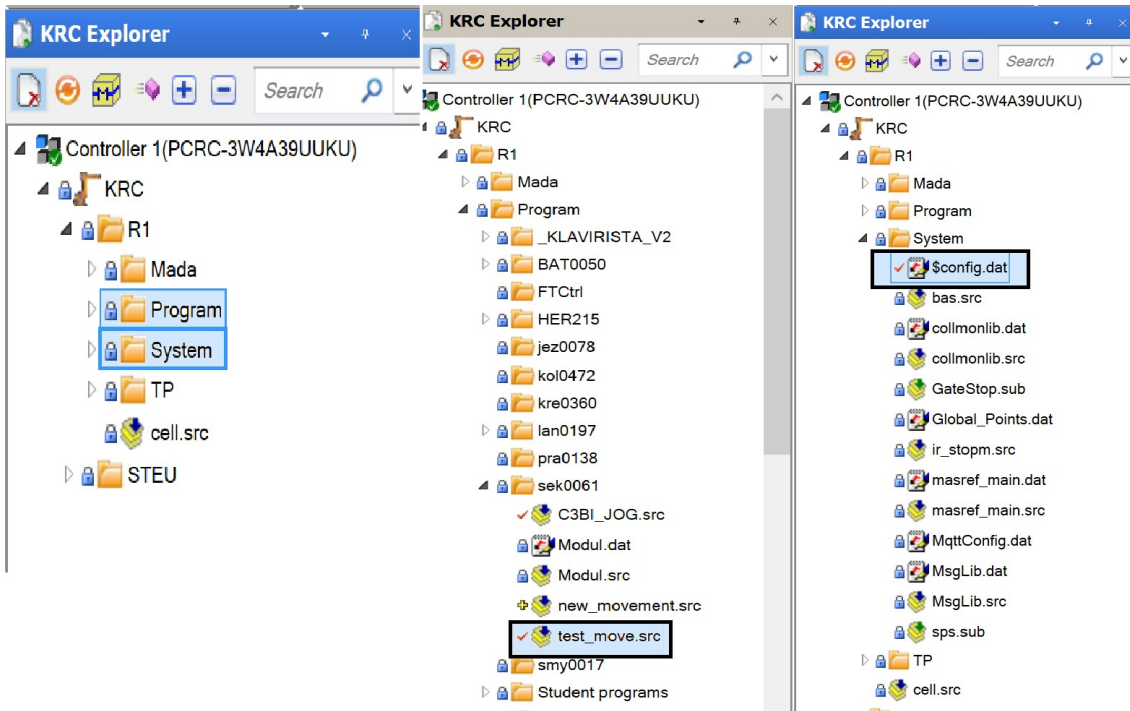 KRC Explorer
Search
Controller 1(PCRC-3W4A39UUKU)
KRC
R1
Mada
Program
System
TP
cell.src
STEU
KRC Explorer
Search
Controller 1(PCRC-3W4A39UUKU)
KRC
R1
Mada
Program
_KLAVIRISTA_V2
BAT0050
FTCtrl
HER215
jez0078
kol0472
kre0360
lan0197
pra0138
sek0061
C3BI_JOG.src
Modul.dat
Modul.src
new_movement.src
test_move.src
smy0017
Student programs
KRC Explorer
Search
Controller 1(PCRC-3W4A39UUKU)
KRC
R1
Mada
Program
System
$config.dat
bas.src
collmonlib.dat
collmonlib.src
GateStop.sub
Global_Points.dat
ir_stopm.src
masref_main.dat
masref_main.src
MqttConfig.dat
MsgLib.dat
MsgLib.src
sps.sub
TP
cell.src